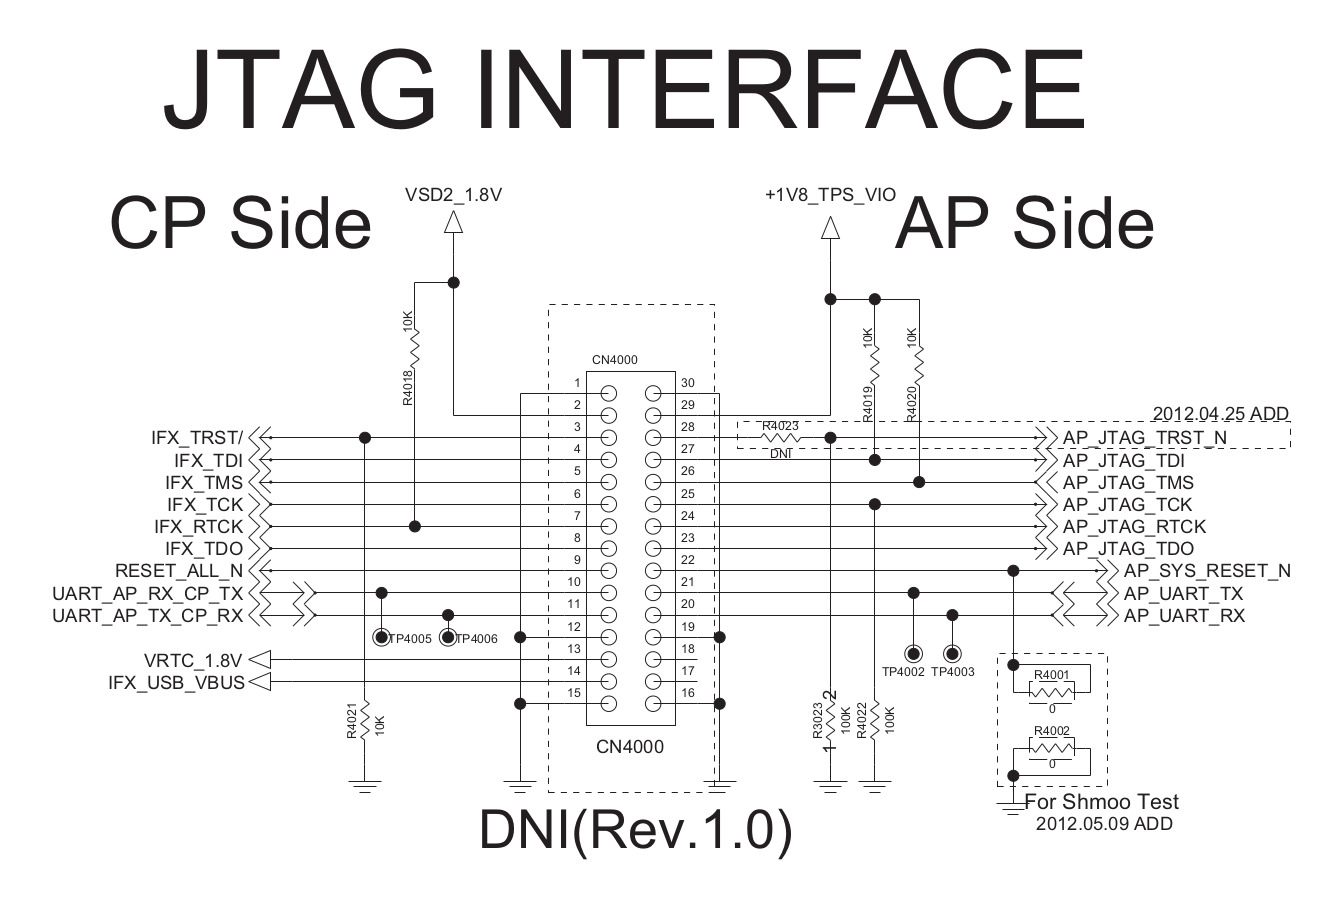 JTAG INTERFACE
CP Side
VSD2_1.8V
+1V8_TPS_VIO
AP Side
10K
R4018
10K
R4019
10K
R4020
CN4000
1 30
2 29
3 28
4 27
5 26
6 25
7 24
8 23
9 22
10 21
11 20
12 19
13 18
14 17
15 16
CN4000
2012.04.25 ADD
R4023
DNI
IFX_TRST/
IFX_TDI
IFX_TMS
IFX_TCK
IFX_RTCK
IFX_TDO
RESET_ALL_N
UART_AP_RX_CP_TX
UART_AP_TX_CP_RX
VRTC_1.8V
IFX_USB_VBUS
AP_JTAG_TRST_N
AP_JTAG_TDI
AP_JTAG_TMS
AP_JTAG_TCK
AP_JTAG_RTCK
AP_JTAG_TDO
AP_SYS_RESET_N
AP_UART_TX
AP_UART_RX
TP4005
TP4006
TP4002
TP4003
R4021
10K
R3023
100K
2
1
R4022
100K
R4001
0
R4002
0
For Shmoo Test
2012.05.09 ADD
DNI(Rev.1.0)